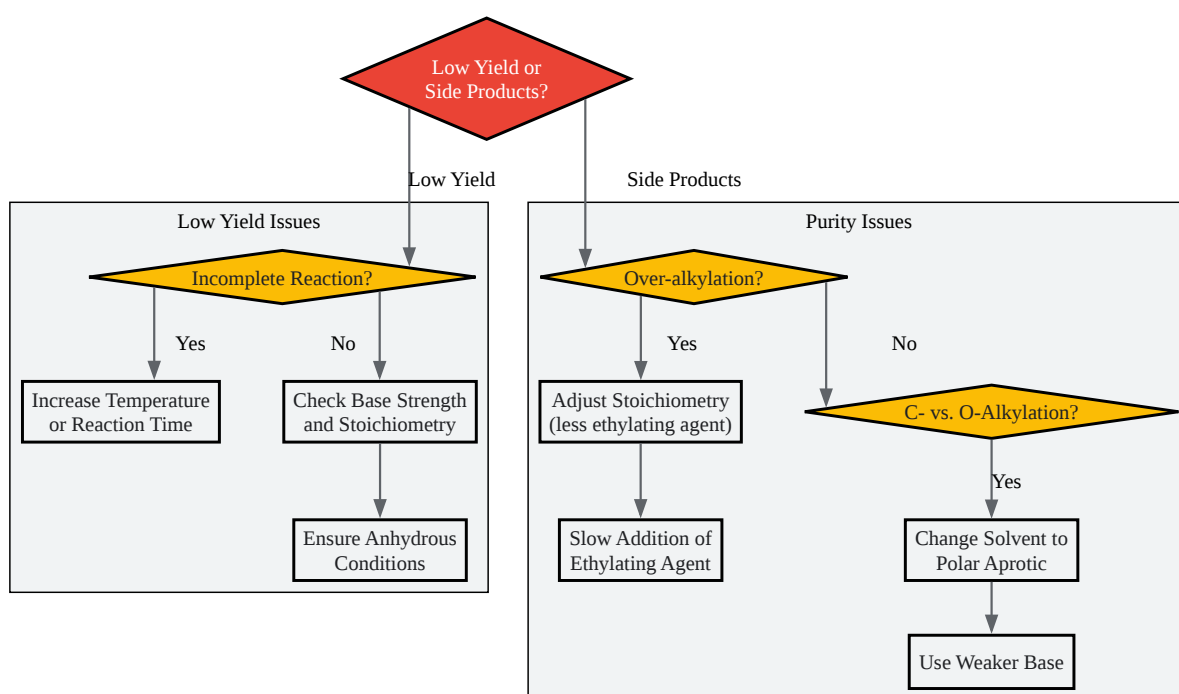 Low Yield or
Side Products?
Low Yield
Side Products
Low Yield Issues
Incomplete Reaction?
Yes
No
Increase Temperature
or Reaction Time
Check Base Strength
and Stoichiometry
Ensure Anhydrous
Conditions
Purity Issues
Over-alkylation?
Yes
No
Adjust Stoichiometry
(less ethylating agent)
C- vs. O-Alkylation?
Yes
Slow Addition of
Ethylating Agent
Change Solvent to
Polar Aprotic
Use Weaker Base